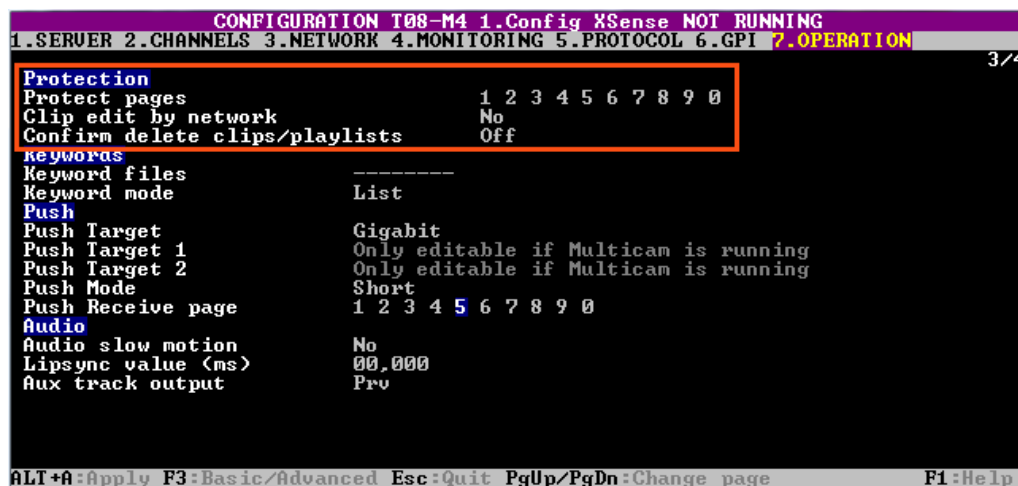 CONFIGURATION T08-M4 1.Config XSense NOT RUNNING
1.SERVER 2.CHANNELS 3.NETWORK 4.MONITORING 5.PROTOCOL 6.GPI 7.OPERATION
3/4
Protection
Protect pages 1 2 3 4 5 6 7 8 9 0
Clip edit by network No
Confirm delete clips/playlists Off
Keywords
Keyword files --------
Keyword mode List
Push
Push Target Gigabit
Push Target 1 Only editable if Multicam is running
Push Target 2 Only editable if Multicam is running
Push Mode Short
Push Receive page 1 2 3 4 5 6 7 8 9 0
Audio
Audio slow motion No
Lipsync value (ms) 00,000
Aux track output Prv
ALT+A:Apply F3:Basic/Advanced Esc:Quit PgUp/PgDn:Change page F1:Help